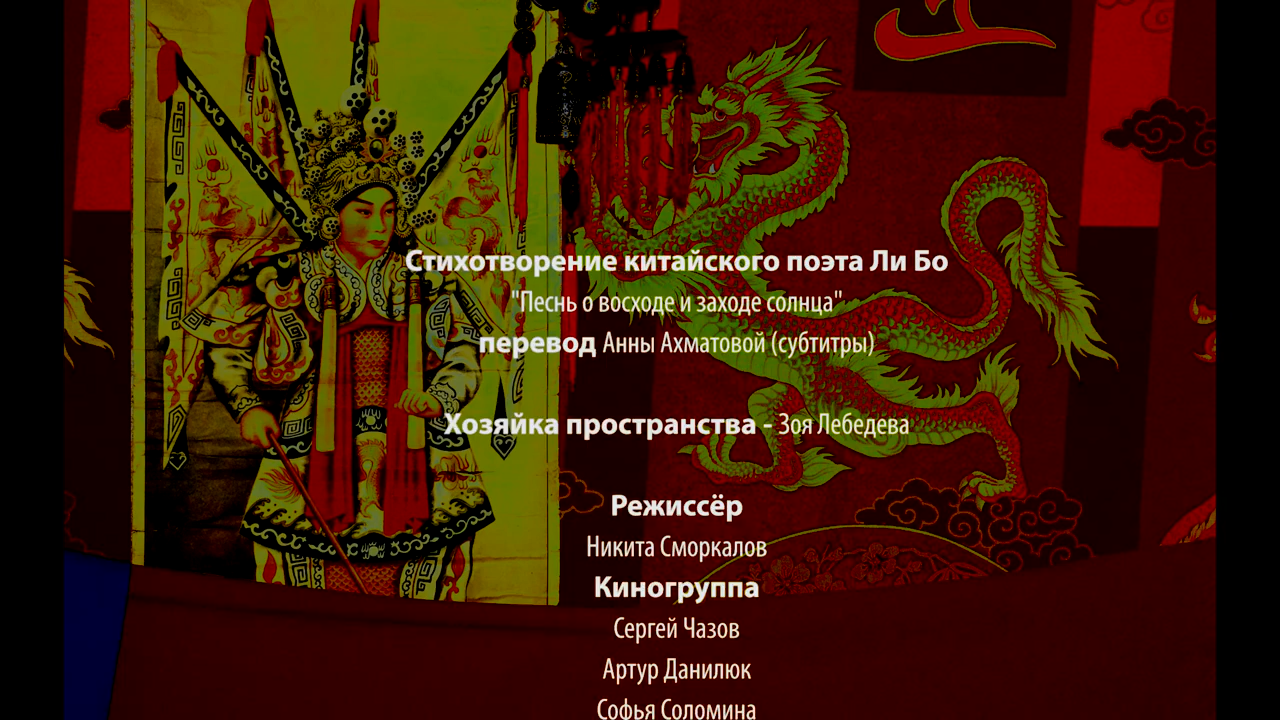 Стихотворение китайского поэта Ли Бо
"Песнь о восходе и заходе солнца"
перевод Анны Ахматовой (субтитры)
Хозяйка пространства - Зоя Лебедева
Режиссёр
Никита Сморкалов
Киногруппа
Сергей Чазов
Артур Данилюк
Софья Соломина